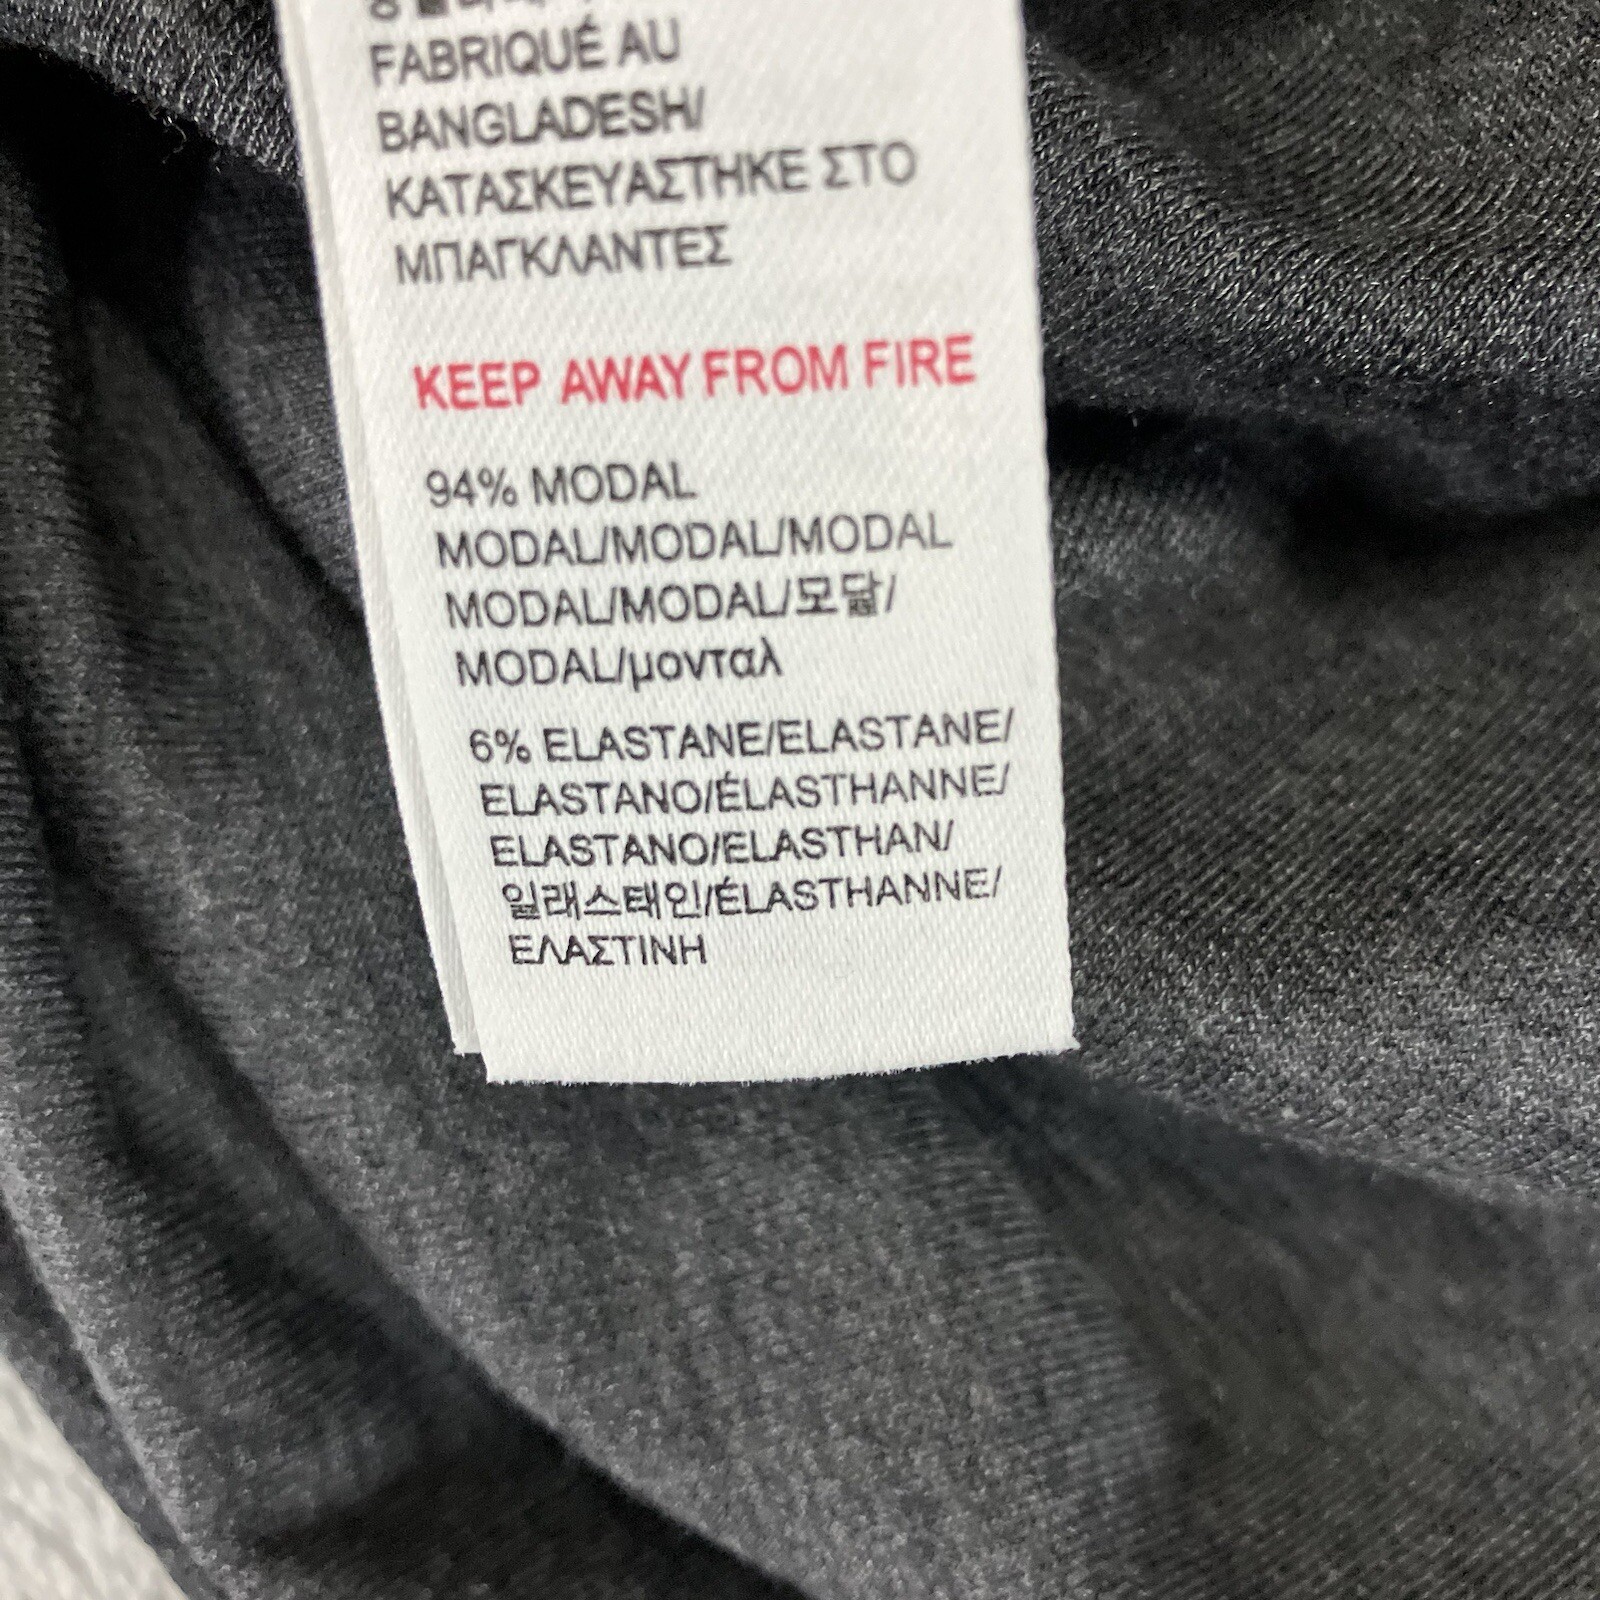 FABRIQUÉ AU
BANGLADESH/
ΚΑΤΑΣΚΕΥΑΣΤΗΚΕ ΣΤΟ
ΜΠΑΓΚΛΑΝΤΕΣ
KEEP AWAY FROM FIRE
94% MODAL
MODAL/MODAL/MODAL
MODAL/MODAL/모달/
MODAL/μονταλ
6% ELASTANE/ELASTANE/
ELASTANO/ÉLASTHANNE/
ELASTANO/ELASTHAN/
일래스태인/ÉLASTHANNE/
ΕΛΑΣΤΙΝΗ